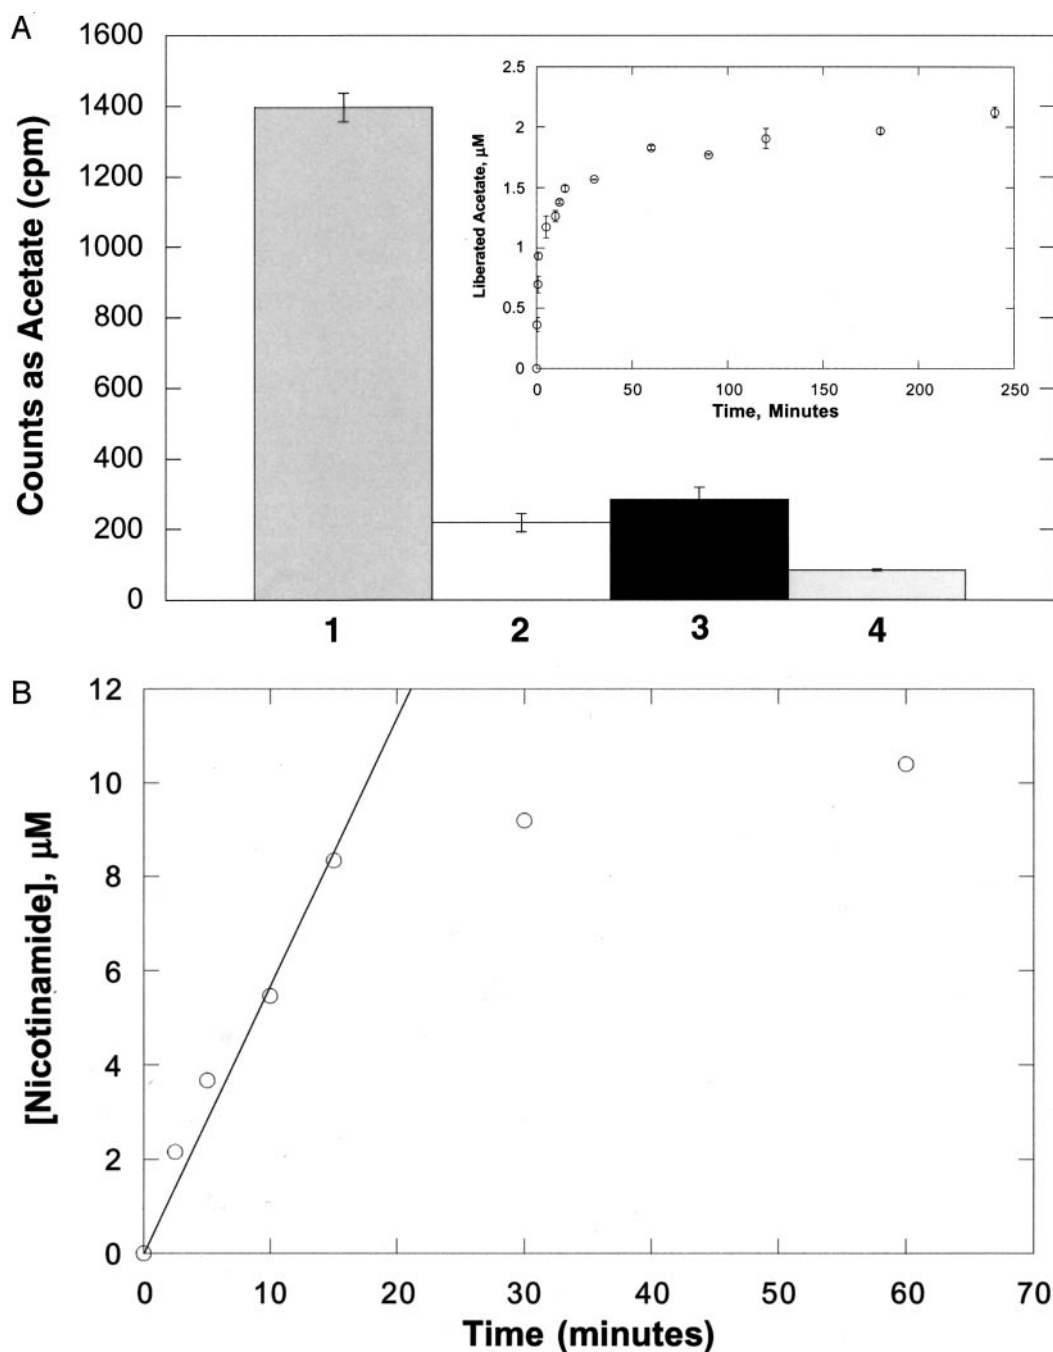 A
Counts as Acetate (cpm)
1600
1400
1200
1000
800
600
400
200
0
1 2 3 4
Liberated Acetate, µM
2.5
2
1.5
1
0.5
0
0 50 100 150 200 250
Time, Minutes
B
[Nicotinamide], µM
12
10
8
6
4
2
0
0 10 20 30 40 50 60 70
Time (minutes)